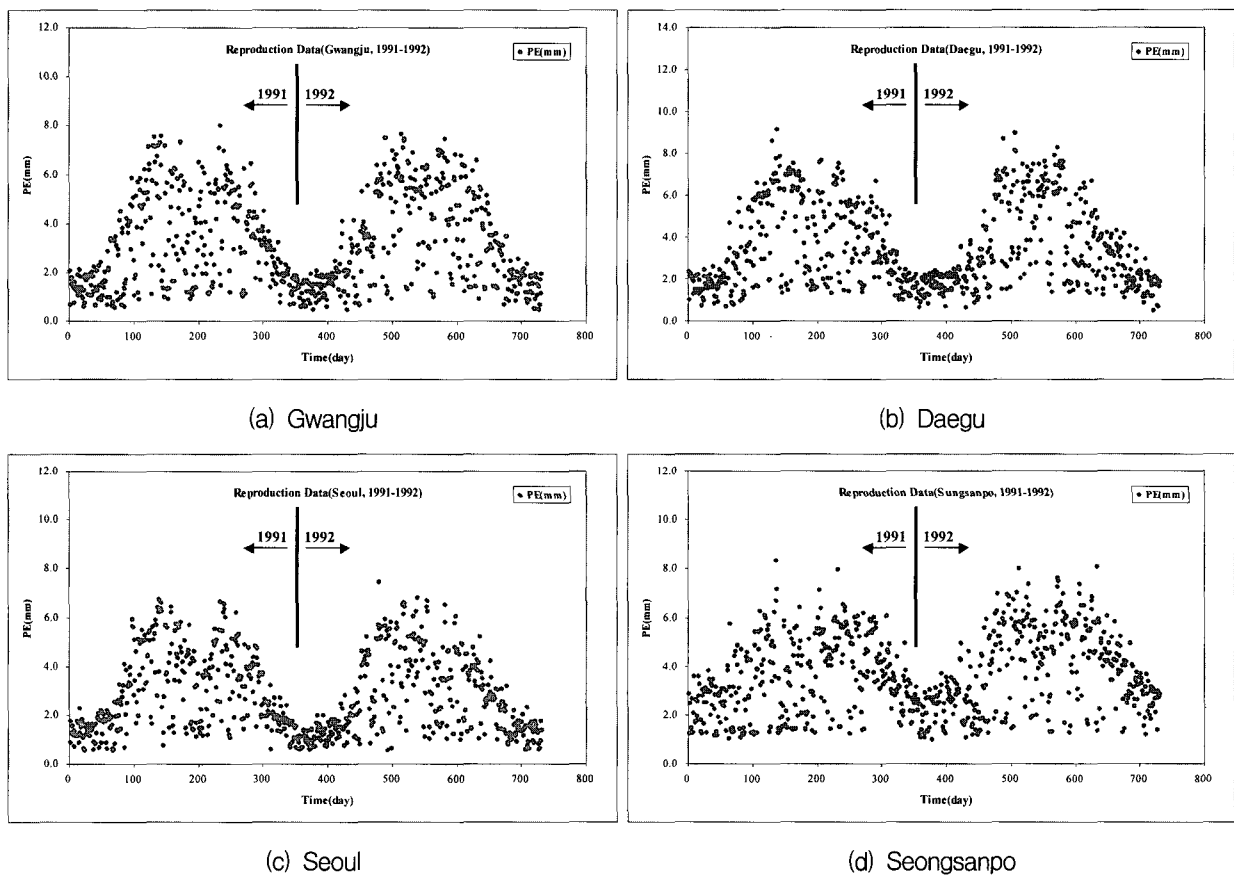 12.0
Reproduction Data(Gwangju, 1991-1992)
PE(mm)
10.0
1991 1992
8.0
6.0
PE(mm)
4.0
2.0
0.0
0 100 200 300 400 500 600 700 800
Time(day)
(a) Gwangju
14.0
Reproduction Data(Daegu, 1991-1992)
PE(mm)
12.0
1991 1992
10.0
8.0
PE(mm)
6.0
4.0
2.0
0.0
0 100 200 300 400 500 600 700 800
Time(day)
(b) Daegu
12.0
Reproduction Data(Seoul, 1991-1992)
PE(mm)
10.0
1991 1992
8.0
6.0
PE(mm)
4.0
2.0
0.0
0 100 200 300 400 500 600 700 800
Time(day)
(c) Seoul
12.0
Reproduction Data(Sungsanpo, 1991-1992)
PE(mm)
10.0
1991 1992
8.0
6.0
PE(mm)
4.0
2.0
0.0
0 100 200 300 400 500 600 700 800
Time(day)
(d) Seongsanpo